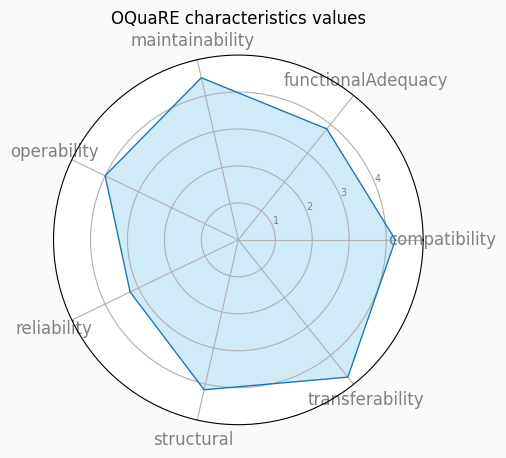 OQuaRE characteristics values
maintainability
functionalAdequacy
operability
4
3
2
1
compatibility
reliability
transferability
structural